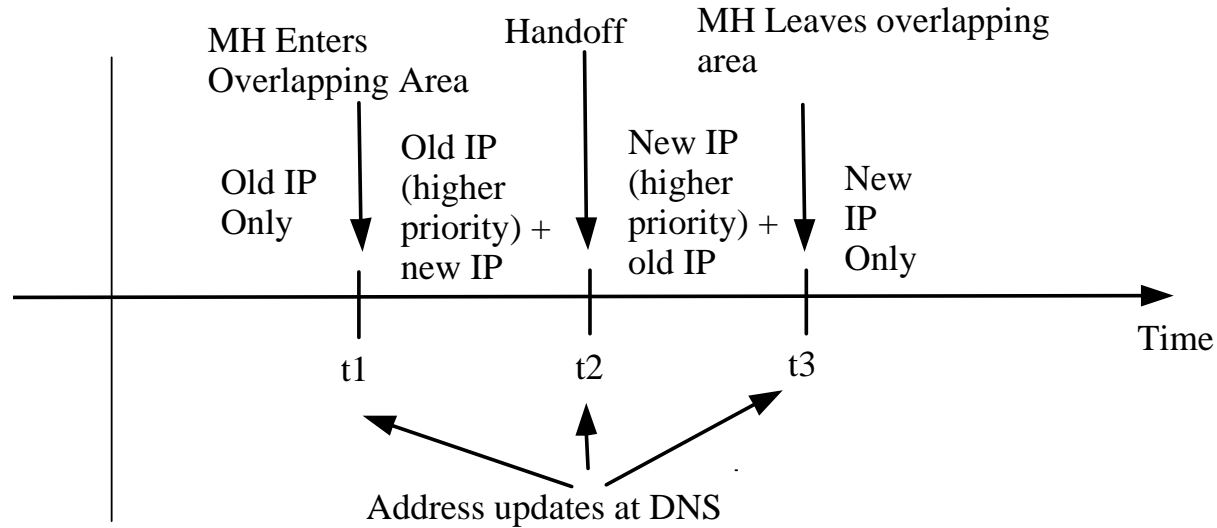 MH Enters
Overlapping Area
Handoff
MH Leaves overlapping
area
Old IP
Only
Old IP
(higher
priority) +
new IP
New IP
(higher
priority) +
old IP
New
IP
Only
Time
t1
t2
t3
Address updates at DNS